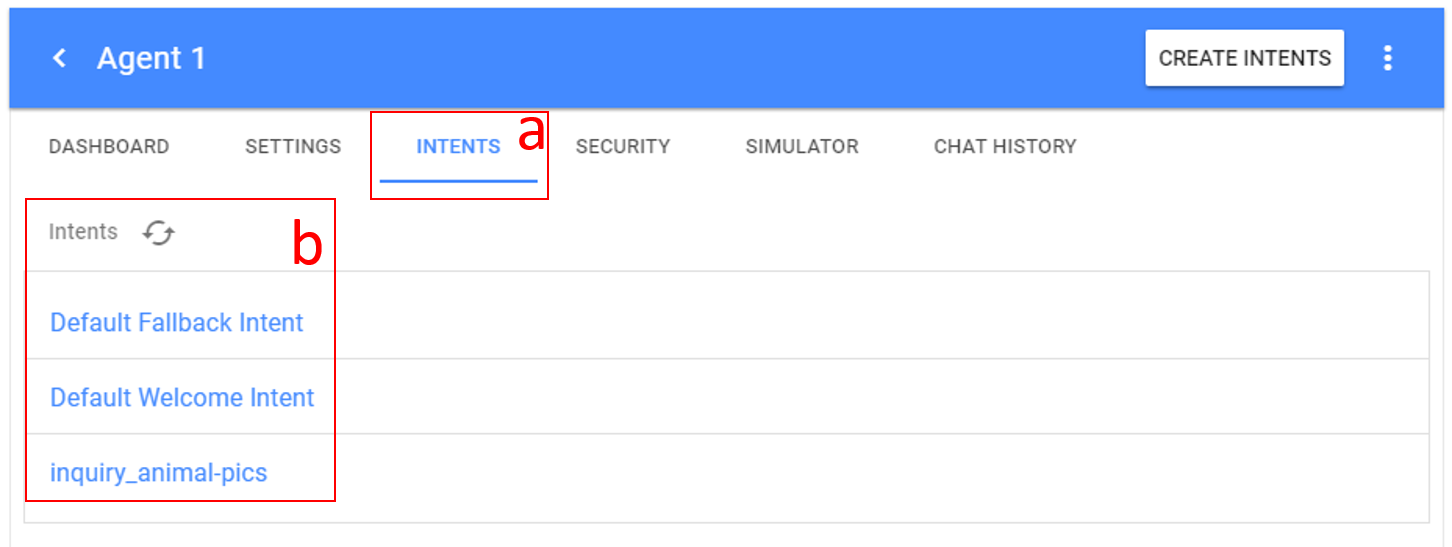 Agent 1 CREATE INTENTS
DASHBOARD SETTINGS INTENTS a SECURITY SIMULATOR CHAT HISTORY
Intents b
Default Fallback Intent
Default Welcome Intent
inquiry_animal-pics